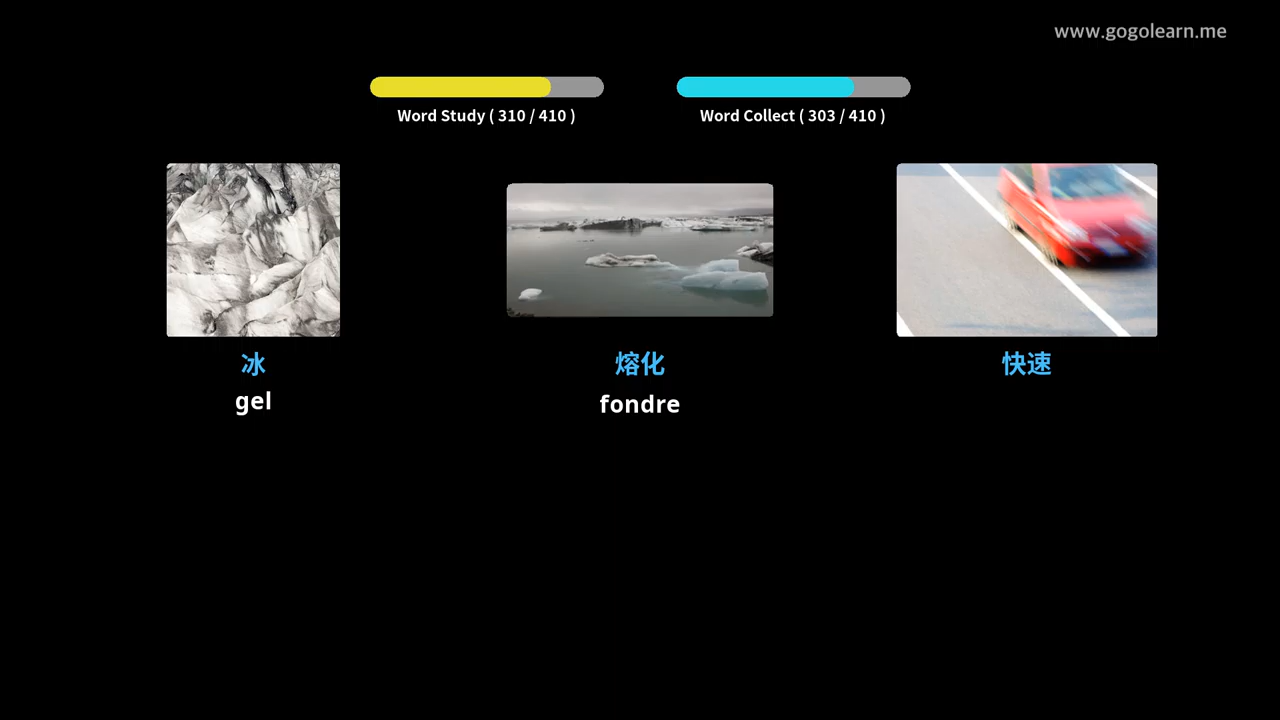 www.gogolearn.me
Word Study ( 310 / 410 )
Word Collect ( 303 / 410 )
冰
gel
熔化
fondre
快速